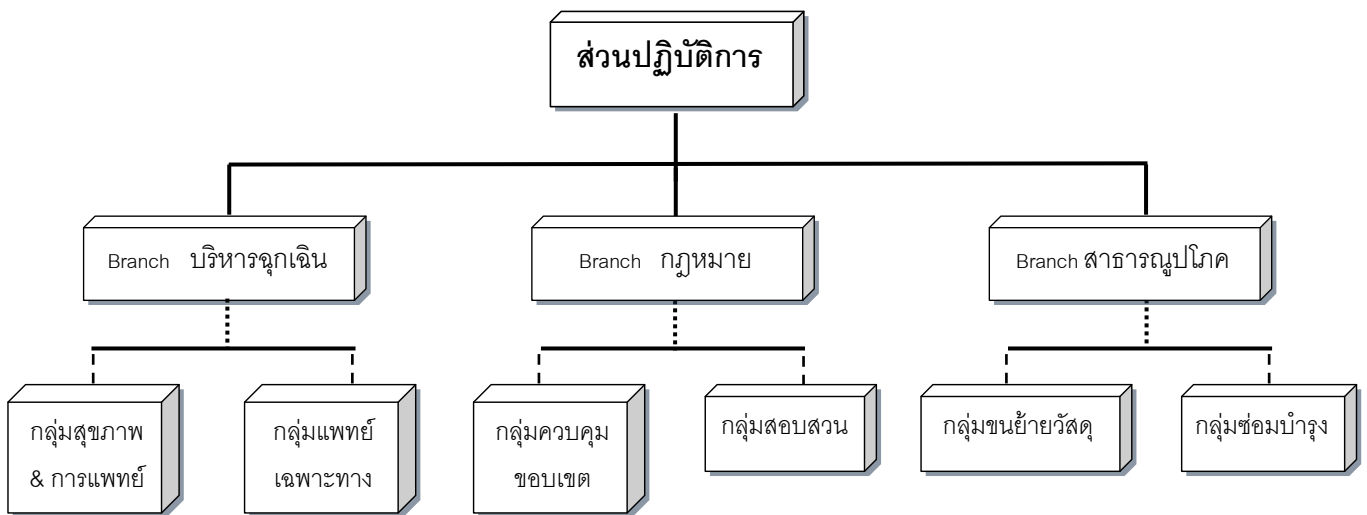 ส่วนปฏิบัติการ
Branch บริหารฉุกเฉิน
Branch กฎหมาย
Branch สาธารณูปโภค
กลุ่มสุขภาพ
& การแพทย์
กลุ่มแพทย์
เฉพาะทาง
กลุ่มควบคุม
ขอบเขต
กลุ่มสอบสวน
กลุ่มขนย้ายวัสดุ
กลุ่มซ่อมบำรุง